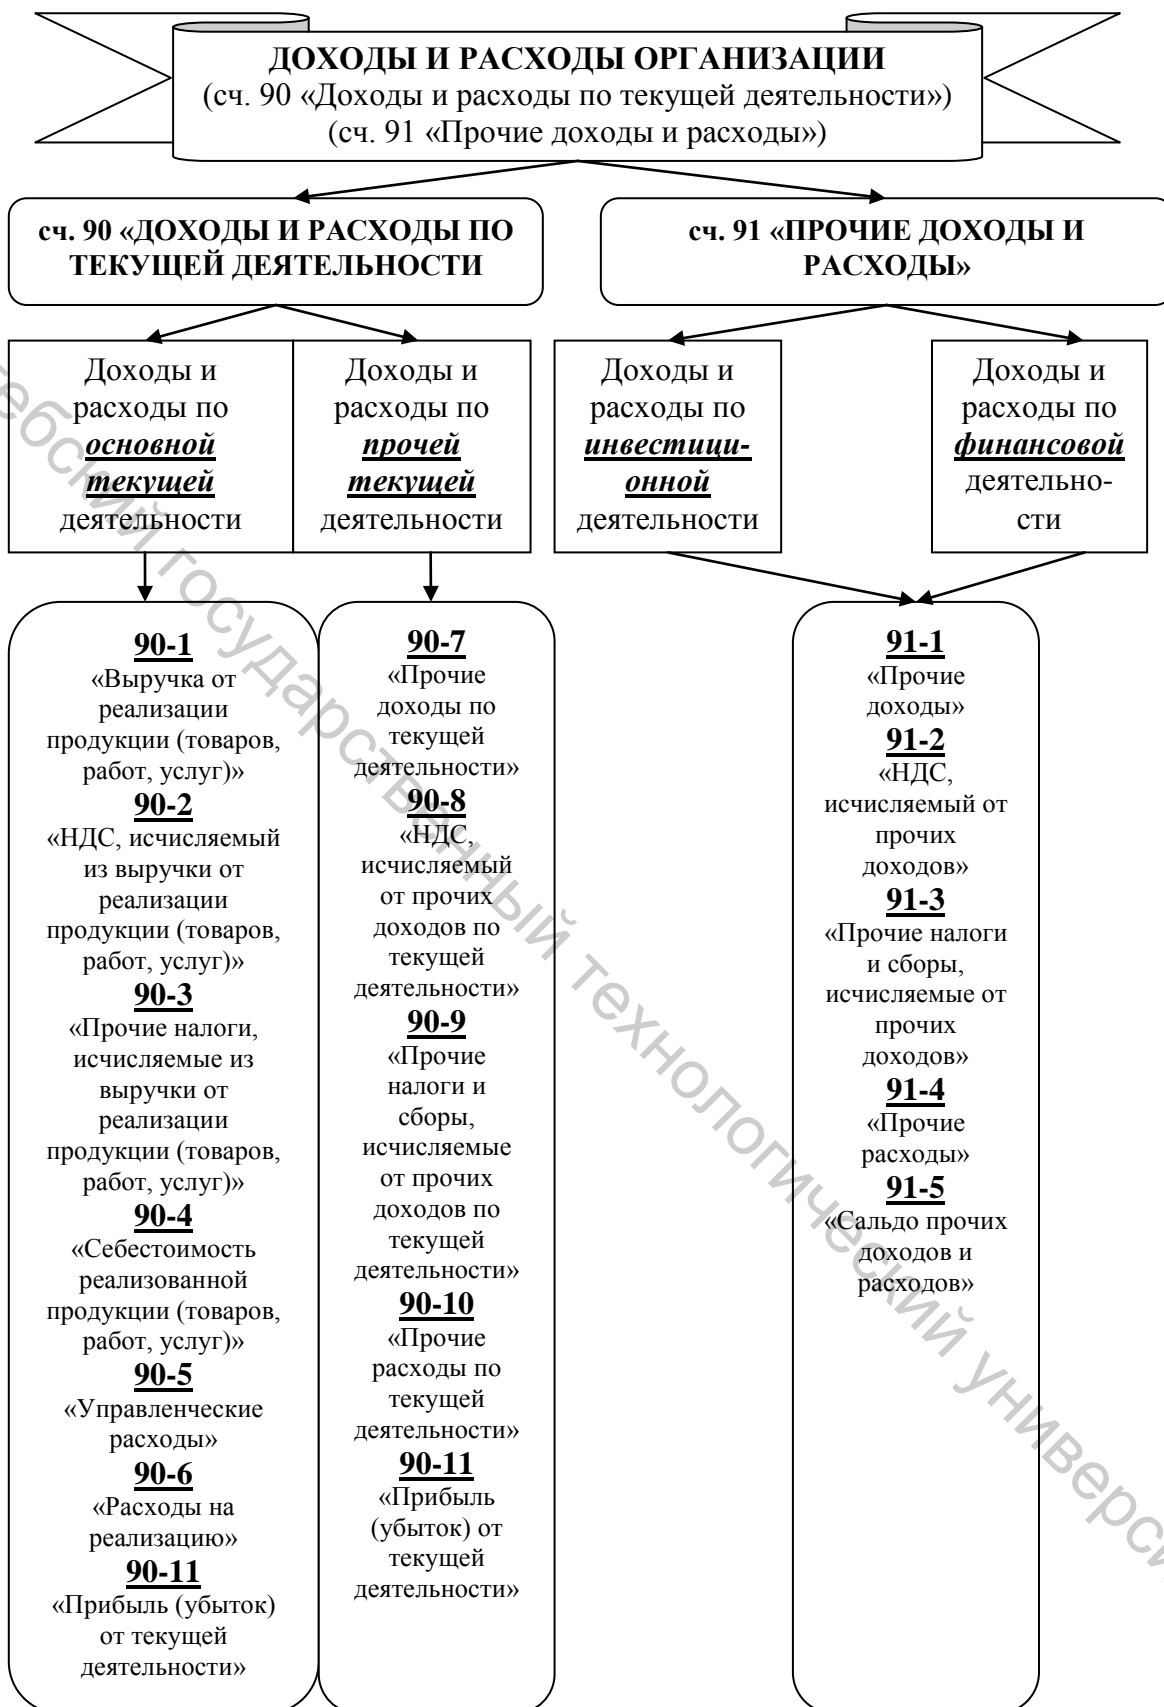 ДОХОДЫ И РАСХОДЫ ОРГАНИЗАЦИИ
(сч. 90 «Доходы и расходы по текущей деятельности»)
(сч. 91 «Прочие доходы и расходы»)
сч. 90 «ДОХОДЫ И РАСХОДЫ ПО
ТЕКУЩЕЙ ДЕЯТЕЛЬНОСТИ
сч. 91 «ПРОЧИЕ ДОХОДЫ И
РАСХОДЫ»
Доходы и
расходы по
основной
текущей
деятельности
Доходы и
расходы по
прочей
текущей
деятельности
Доходы и
расходы по
инвестици-
онной
деятельности
Доходы и
расходы по
финансовой
деятельно-
сти
90-1
«Выручка от
реализации
продукции (товаров,
работ, услуг)»
90-2
«НДС, исчисляемый
из выручки от
реализации
продукции (товаров,
работ, услуг)»
90-3
«Прочие налоги,
исчисляемые из
выручки от
реализации
продукции (товаров,
работ, услуг)»
90-4
«Себестоимость
реализованной
продукции (товаров,
работ, услуг)»
90-5
«Управленческие
расходы»
90-6
«Расходы на
реализацию»
90-11
«Прибыль (убыток)
от текущей
деятельности»
90-7
«Прочие
доходы по
текущей
деятельности»
90-8
«НДС,
исчисляемый
от прочих
доходов по
текущей
деятельности»
90-9
«Прочие
налоги и
сборы,
исчисляемые
от прочих
доходов по
текущей
деятельности»
90-10
«Прочие
расходы по
текущей
деятельности»
90-11
«Прибыль
(убыток) от
текущей
деятельности»
91-1
«Прочие
доходы»
91-2
«НДС,
исчисляемый от
прочих
доходов»
91-3
«Прочие налоги
и сборы,
исчисляемые от
прочих
доходов»
91-4
«Прочие
расходы»
91-5
«Сальдо прочих
доходов и
расходов»
тебский государственный технологический универси